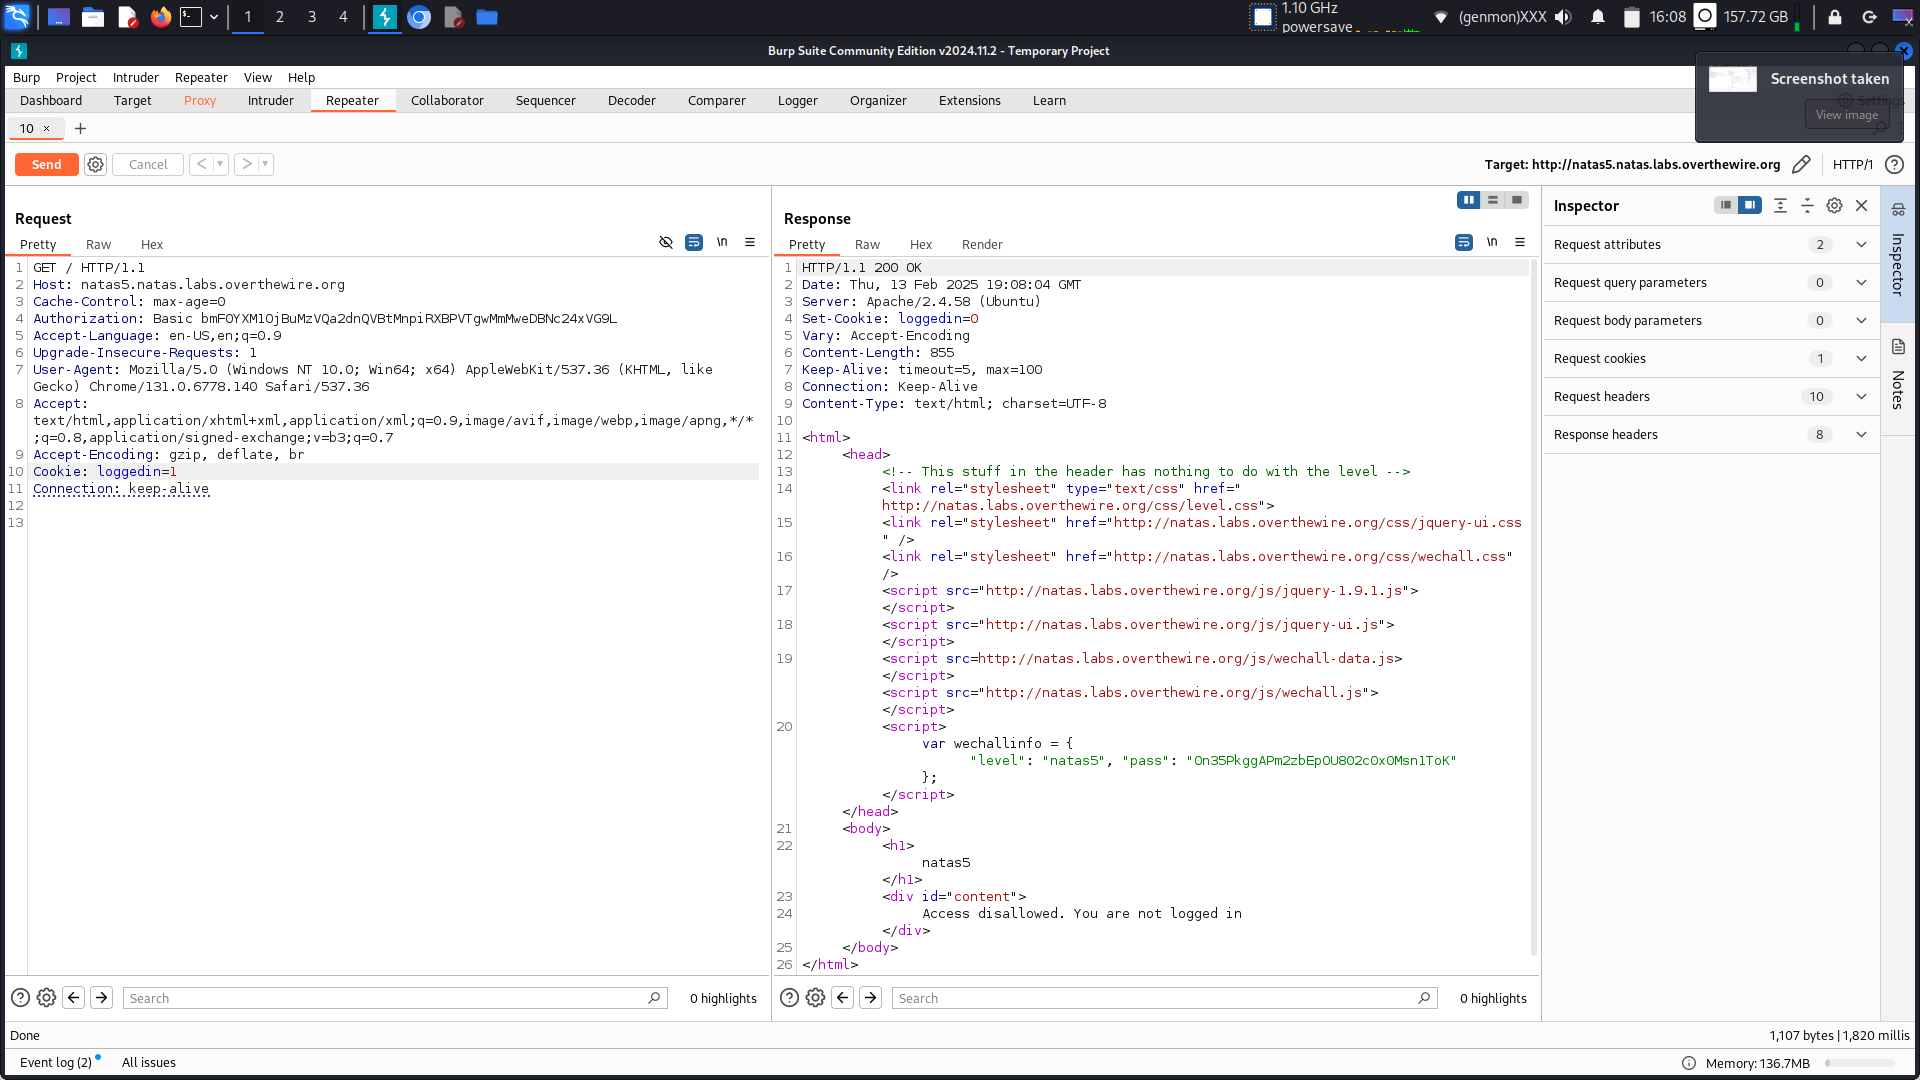 1 2 3 4
1.10 GHz
powersave
(genmon)XXX
16:08
157.72 GB
Burp Suite Community Edition v2024.11.2 - Temporary Project
Burp Project Intruder Repeater View Help
Screenshot taken
View image
Dashboard Target Proxy Intruder Repeater Collaborator Sequencer Decoder Comparer Logger Organizer Extensions Learn Settings
10 × +
Send Cancel < >
Target: http://natas5.natas.labs.overthewire.org HTTP/1
Request
Pretty Raw Hex \n
1 GET / HTTP/1.1
2 Host: natas5.natas.labs.overthewire.org
3 Cache-Control: max-age=0
4 Authorization: Basic bmF0YXM1OjBuMzVQa2dnQVBtMnpiRXBPVTgwMmMweDBNc24xVG9L
5 Accept-Language: en-US,en;q=0.9
6 Upgrade-Insecure-Requests: 1
7 User-Agent: Mozilla/5.0 (Windows NT 10.0; Win64; x64) AppleWebKit/537.36 (KHTML, like
Gecko) Chrome/131.0.6778.140 Safari/537.36
8 Accept:
text/html,application/xhtml+xml,application/xml;q=0.9,image/avif,image/webp,image/apng,*/*
;q=0.8,application/signed-exchange;v=b3;q=0.7
9 Accept-Encoding: gzip, deflate, br
10 Cookie: loggedin=1
11 Connection: keep-alive
12
13
Search 0 highlights
Response
Pretty Raw Hex Render \n
1 HTTP/1.1 200 OK
2 Date: Thu, 13 Feb 2025 19:08:04 GMT
3 Server: Apache/2.4.58 (Ubuntu)
4 Set-Cookie: loggedin=0
5 Vary: Accept-Encoding
6 Content-Length: 855
7 Keep-Alive: timeout=5, max=100
8 Connection: Keep-Alive
9 Content-Type: text/html; charset=UTF-8
10
11 <html>
12 <head>
13 <!-- This stuff in the header has nothing to do with the level -->
14 <link rel="stylesheet" type="text/css" href="
http://natas.labs.overthewire.org/css/level.css">
15 <link rel="stylesheet" href="http://natas.labs.overthewire.org/css/jquery-ui.css
" />
16 <link rel="stylesheet" href="http://natas.labs.overthewire.org/css/wechall.css"
/>
17 <script src="http://natas.labs.overthewire.org/js/jquery-1.9.1.js">
</script>
18 <script src="http://natas.labs.overthewire.org/js/jquery-ui.js">
</script>
19 <script src=http://natas.labs.overthewire.org/js/wechall-data.js>
</script>
<script src="http://natas.labs.overthewire.org/js/wechall.js">
</script>
20 <script>
var wechallinfo = {
"level": "natas5", "pass": "0n35PkggAPm2zbEpOU802c0x0Msn1ToK"
};
</script>
</head>
21 <body>
22 <h1>
natas5
</h1>
23 <div id="content">
24 Access disallowed. You are not logged in
</div>
25 </body>
26 </html>
Search 0 highlights
Inspector
Request attributes 2
Request query parameters 0
Request body parameters 0
Request cookies 1
Request headers 10
Response headers 8
Inspector
Notes
Done
1,107 bytes | 1,820 millis
Event log (2) All issues
Memory: 136.7MB